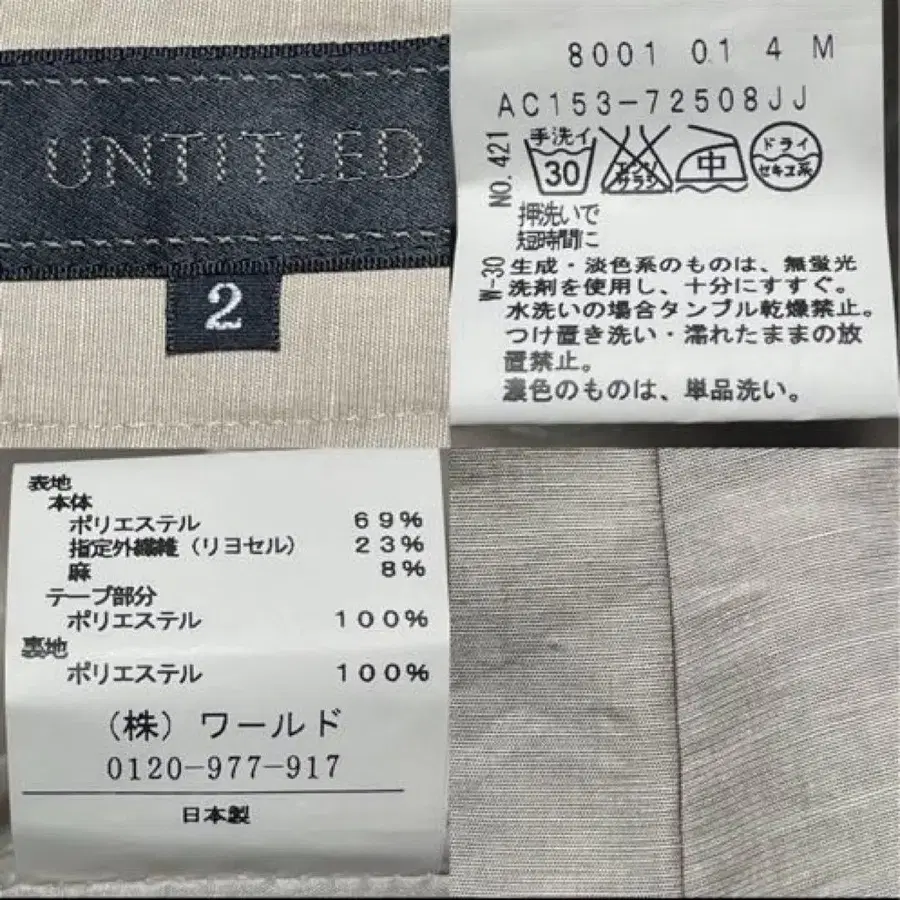 UNTITLED
2
8001 01 4 M
AC153-72508JJ
NO.421
手洗イ
30
エンソ
サラシ
中
ドライ
セキユ系
押洗いで
短時間に
W-30
生成・淡色系のものは、無蛍光
洗剤を使用し、十分にすすぐ。
水洗いの場合タンブル乾燥禁止。
つけ置き洗い・濡れたままの放
置禁止。
濃色のものは、単品洗い。
表地
本体
ポリエステル 69%
指定外繊維(リヨセル) 23%
麻 8%
テープ部分
ポリエステル 100%
裏地
ポリエステル 100%
(株)ワールド
0120-977-917
日本製